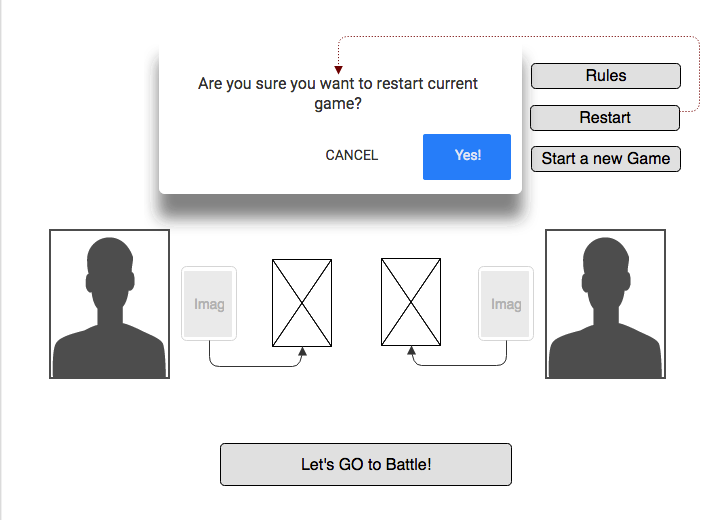 Are you sure you want to restart current
game?
CANCEL
Yes!
Rules
Restart
Start a new Game
Imag
Imag
Let's GO to Battle!